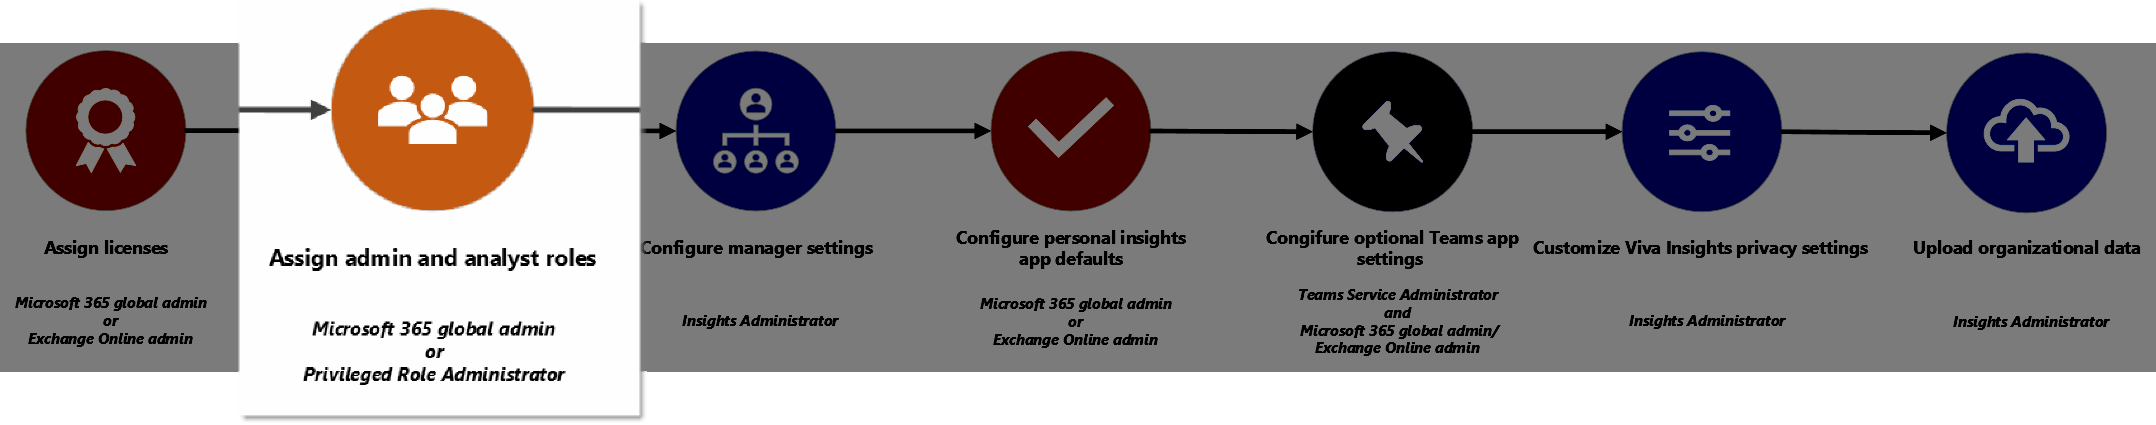 Assign licenses
Microsoft 365 global admin
or
Exchange Online admin
Assign admin and analyst roles
Microsoft 365 global admin
or
Privileged Role Administrator
Configure manager settings
Insights Administrator
Configure personal insights
app defaults
Microsoft 365 global admin
or
Exchange Online admin
Congifure optional Teams app
settings
Teams Service Administrator
and
Microsoft 365 global admin/
Exchange Online admin
Customize Viva Insights privacy settings
Insights Administrator
Upload organizational data
Insights Administrator